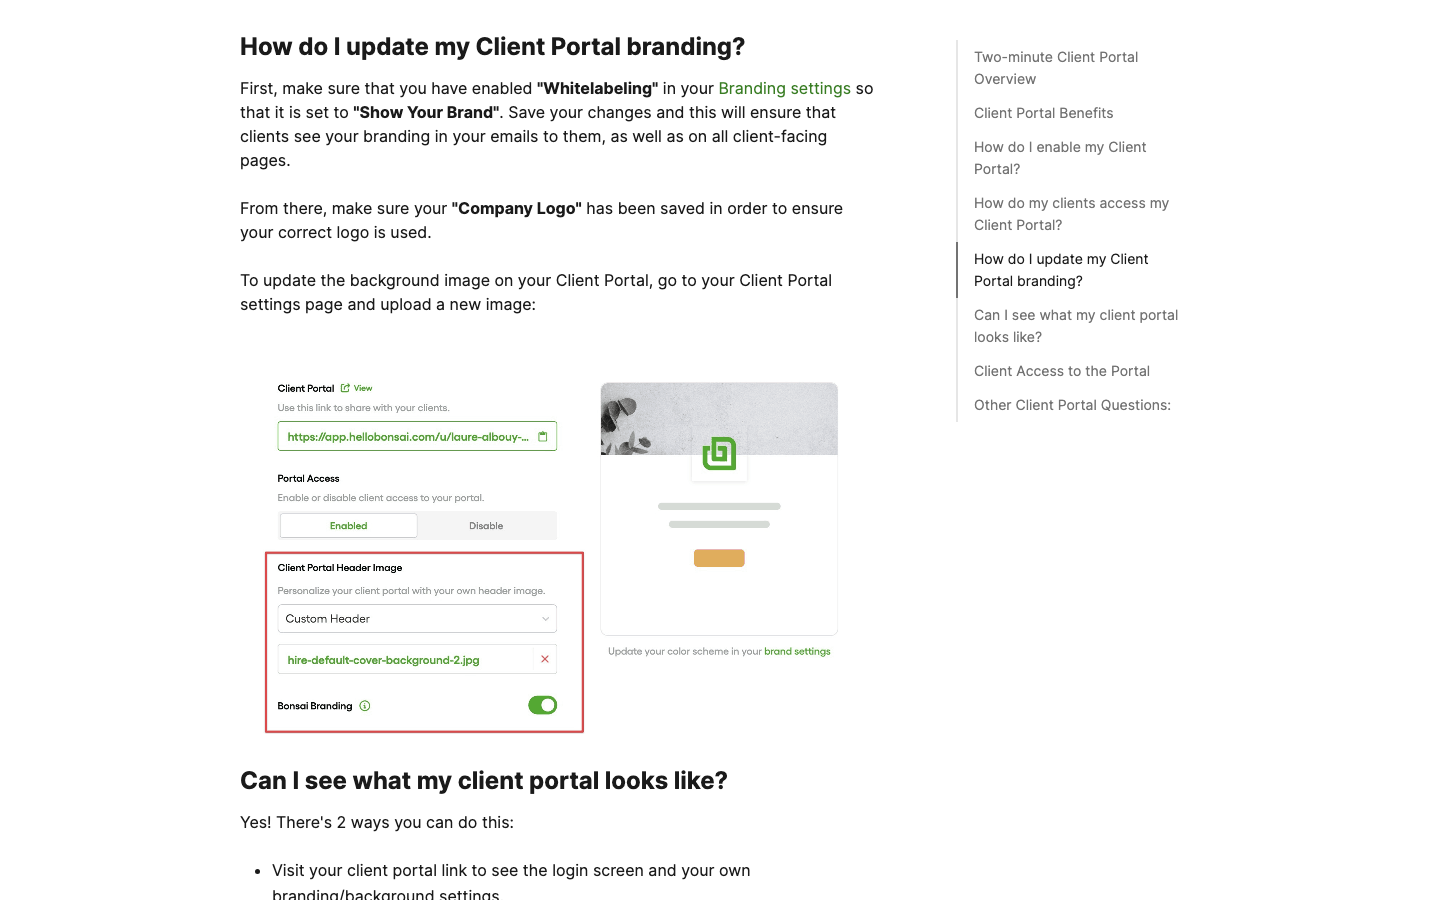 How do I update my Client Portal branding?
First, make sure that you have enabled "Whitelabeling" in your Branding settings so
that it is set to "Show Your Brand". Save your changes and this will ensure that
clients see your branding in your emails to them, as well as on all client-facing
pages.
From there, make sure your "Company Logo" has been saved in order to ensure
your correct logo is used.
To update the background image on your Client Portal, go to your Client Portal
settings page and upload a new image:
Client Portal View
Use this link to share with your clients.
https://app.hellobonsai.com/u/laure-albouy-...
Portal Access
Enable or disable client access to your portal.
Enabled Disable
Client Portal Header Image
Personalize your client portal with your own header image.
Custom Header
hire-default-cover-background-2.jpg
Bonsai Branding
Update your color scheme in your brand settings
Can I see what my client portal looks like?
Yes! There's 2 ways you can do this:
• Visit your client portal link to see the login screen and your own
branding/background settings
Two-minute Client Portal
Overview
Client Portal Benefits
How do I enable my Client
Portal?
How do my clients access my
Client Portal?
How do I update my Client
Portal branding?
Can I see what my client portal
looks like?
Client Access to the Portal
Other Client Portal Questions: